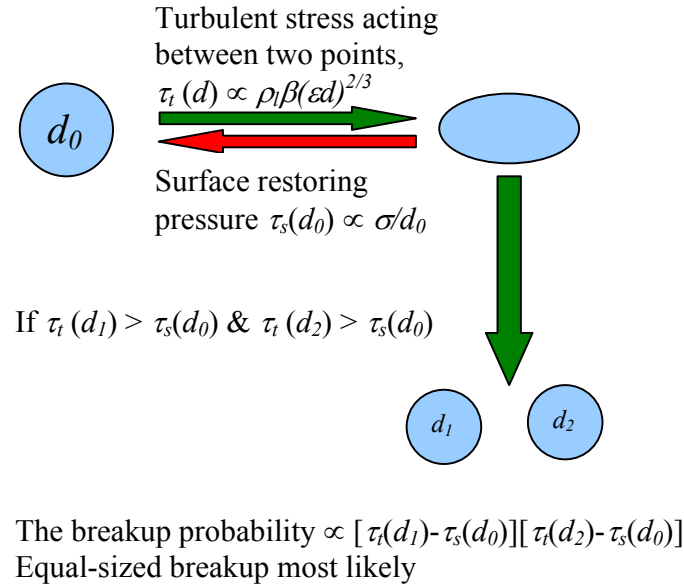 Turbulent stress acting
between two points,
τₜ (d) ∝ ρₗβ(εd)²ᐟ³
d₀
Surface restoring
pressure τₛ(d₀) ∝ σ/d₀
If τₜ (d₁) > τₛ(d₀) & τₜ (d₂) > τₛ(d₀)
d₁ d₂
The breakup probability ∝ [τₜ(d₁)-τₛ(d₀)][τₜ(d₂)-τₛ(d₀)]
Equal-sized breakup most likely